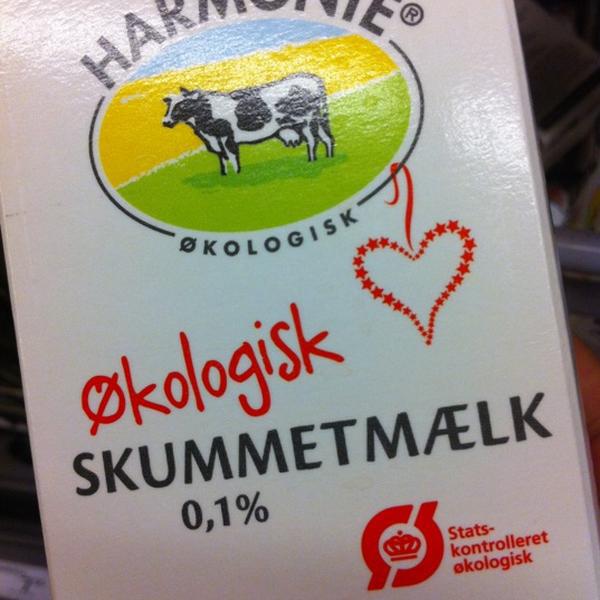 HARMONIE®
ØKOLOGISK
Økologisk
SKUMMETMÆLK
0,1%
Ø
Stats-
kontrolleret
økologisk